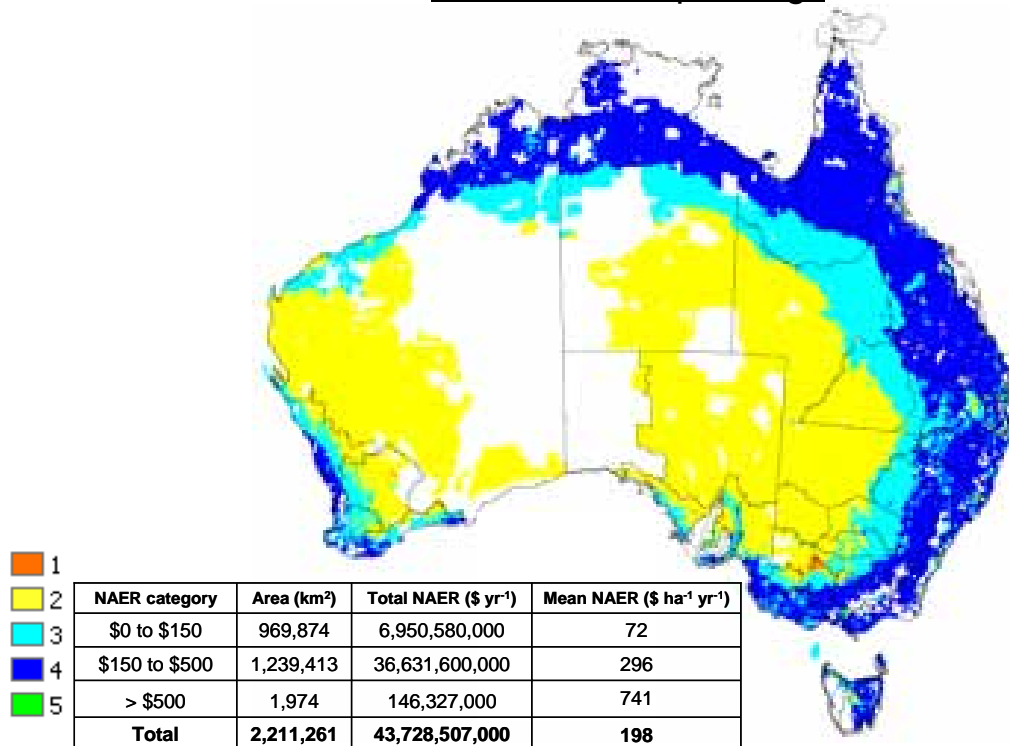 1
2
3
4
5
NAER category Area (km²) Total NAER ($ yr⁻¹) Mean NAER ($ ha⁻¹ yr⁻¹)
$0 to $150 969,874 6,950,580,000 72
$150 to $500 1,239,413 36,631,600,000 296
> $500 1,974 146,327,000 741
Total 2,211,261 43,728,507,000 198